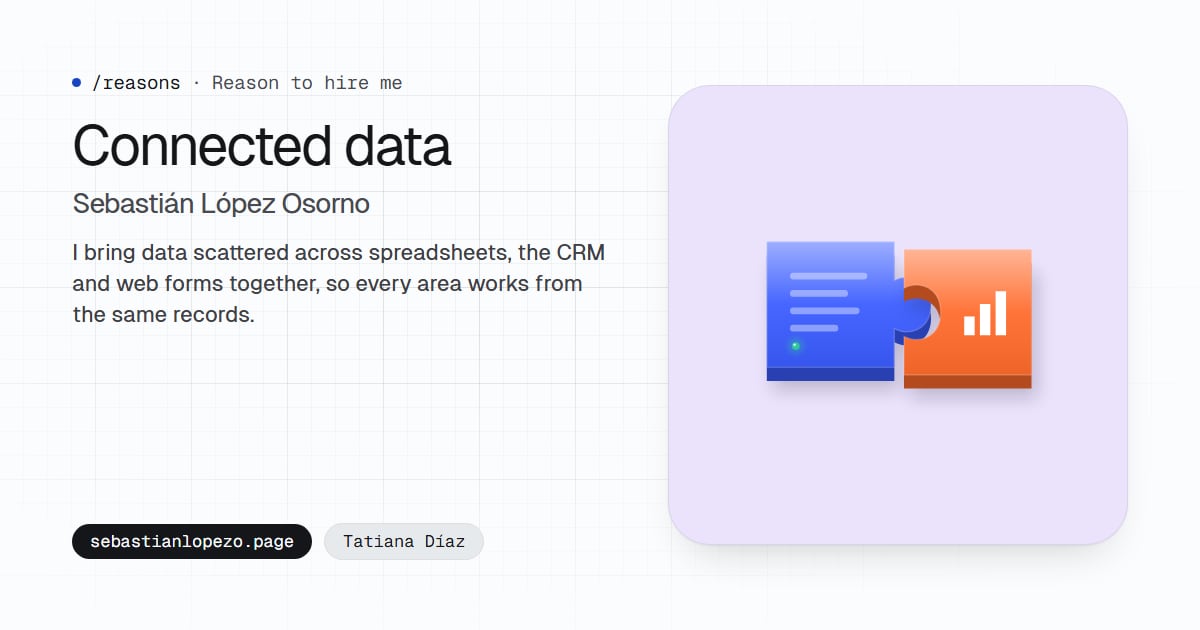 /reasons · Reason to hire me
Connected data
Sebastián López Osorno
I bring data scattered across spreadsheets, the CRM
and web forms together, so every area works from
the same records.
sebastianlopezo.page
Tatiana Díaz